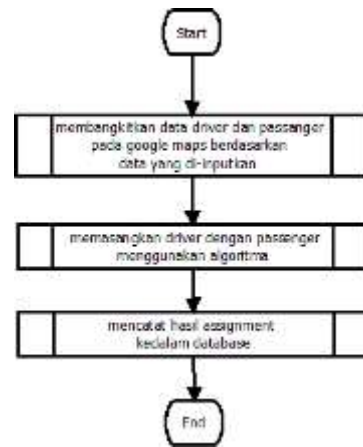 Start
membangkitkan data driver dan passanger
pada google maps berdasarkan
data yang di-inputkan
memasangkan driver dengan passenger
menggunakan algoritma
mencatat hasil assignment
kedalam database
End